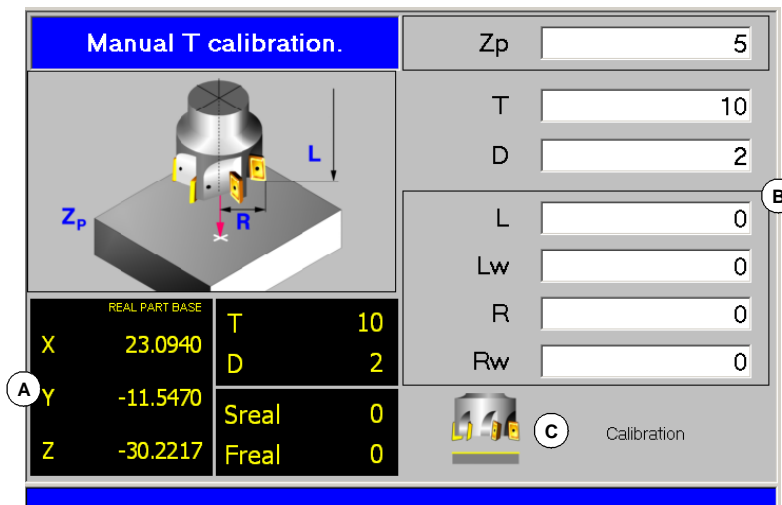 Manual T calibration.
L
R
ZP
REAL PART BASE
X 23.0940
Y -11.5470
Z -30.2217
A
T 10
D 2
Sreal 0
Freal 0
Zp 5
T 10
D 2
B
L 0
Lw 0
R 0
Rw 0
C
Calibration